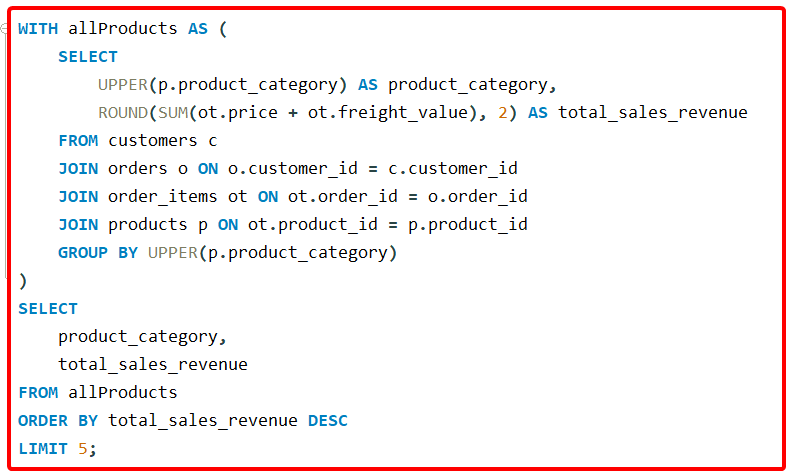 WITH allProducts AS (
    SELECT
        UPPER(p.product_category) AS product_category,
        ROUND(SUM(ot.price + ot.freight_value), 2) AS total_sales_revenue
    FROM customers c
    JOIN orders o ON o.customer_id = c.customer_id
    JOIN order_items ot ON ot.order_id = o.order_id
    JOIN products p ON ot.product_id = p.product_id
    GROUP BY UPPER(p.product_category)
)
SELECT
    product_category,
    total_sales_revenue
FROM allProducts
ORDER BY total_sales_revenue DESC
LIMIT 5;